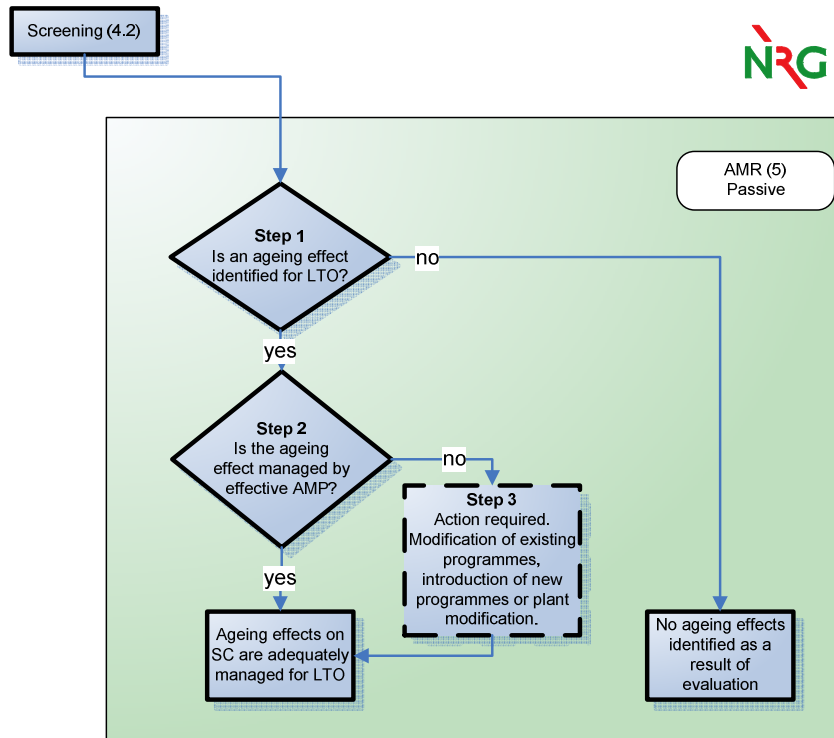 Screening (4.2)
NRG
AMR (5)
Passive
Step 1
Is an ageing effect
identified for LTO?
no
yes
Step 2
Is the ageing
effect managed by
effective AMP?
no
Step 3
Action required.
Modification of existing
programmes,
introduction of new
programmes or plant
modification.
yes
Ageing effects on
SC are adequately
managed for LTO
No ageing effects
identified as a
result of
evaluation